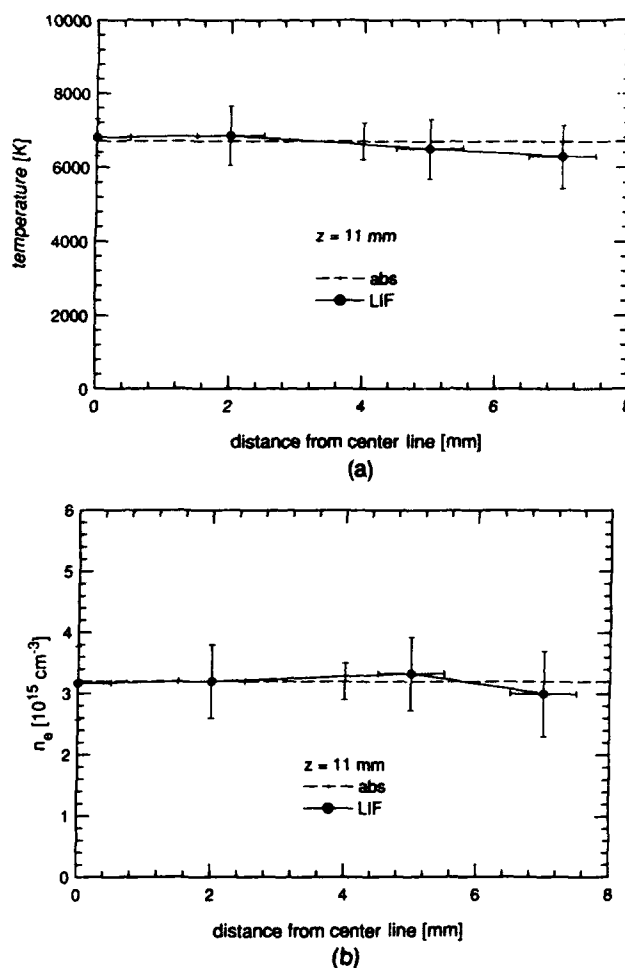 10000
8000
6000
4000
2000
0
temperature [K]
z = 11 mm
abs
LIF
0 2 4 6 8
distance from center line [mm]
(a)
6
5
4
3
2
1
0
n_e [10^15 cm^-3]
z = 11 mm
abs
LIF
0 2 4 6 8
distance from center line [mm]
(b)